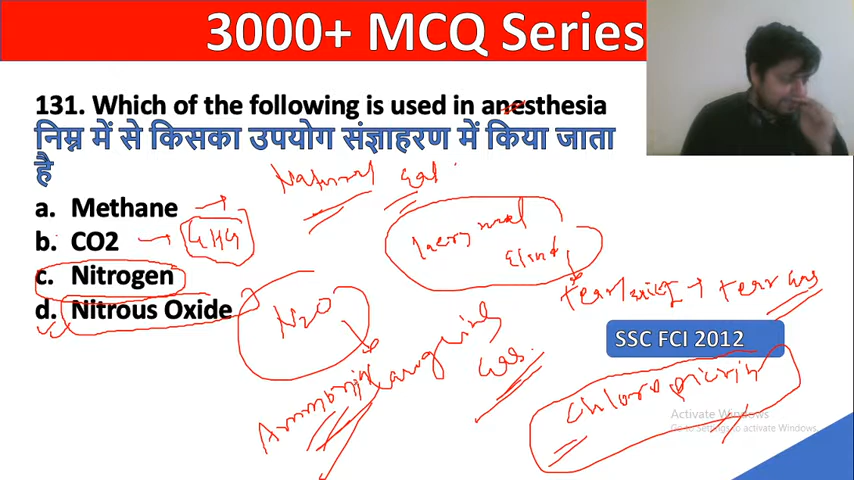 3000+ MCQ Series
131. Which of the following is used in anesthesia
निम्न में से किसका उपयोग संज्ञाहरण में किया जाता
है
Natural Gas
a. Methane
b. CO2
GHG
c. Nitrogen
d. Nitrous Oxide
Gland
N2O
Tear Gas
SSC FCI 2012
Gas
Ammonia
Chloropicrin
Activate Windows
Go to Settings to activate Windows.